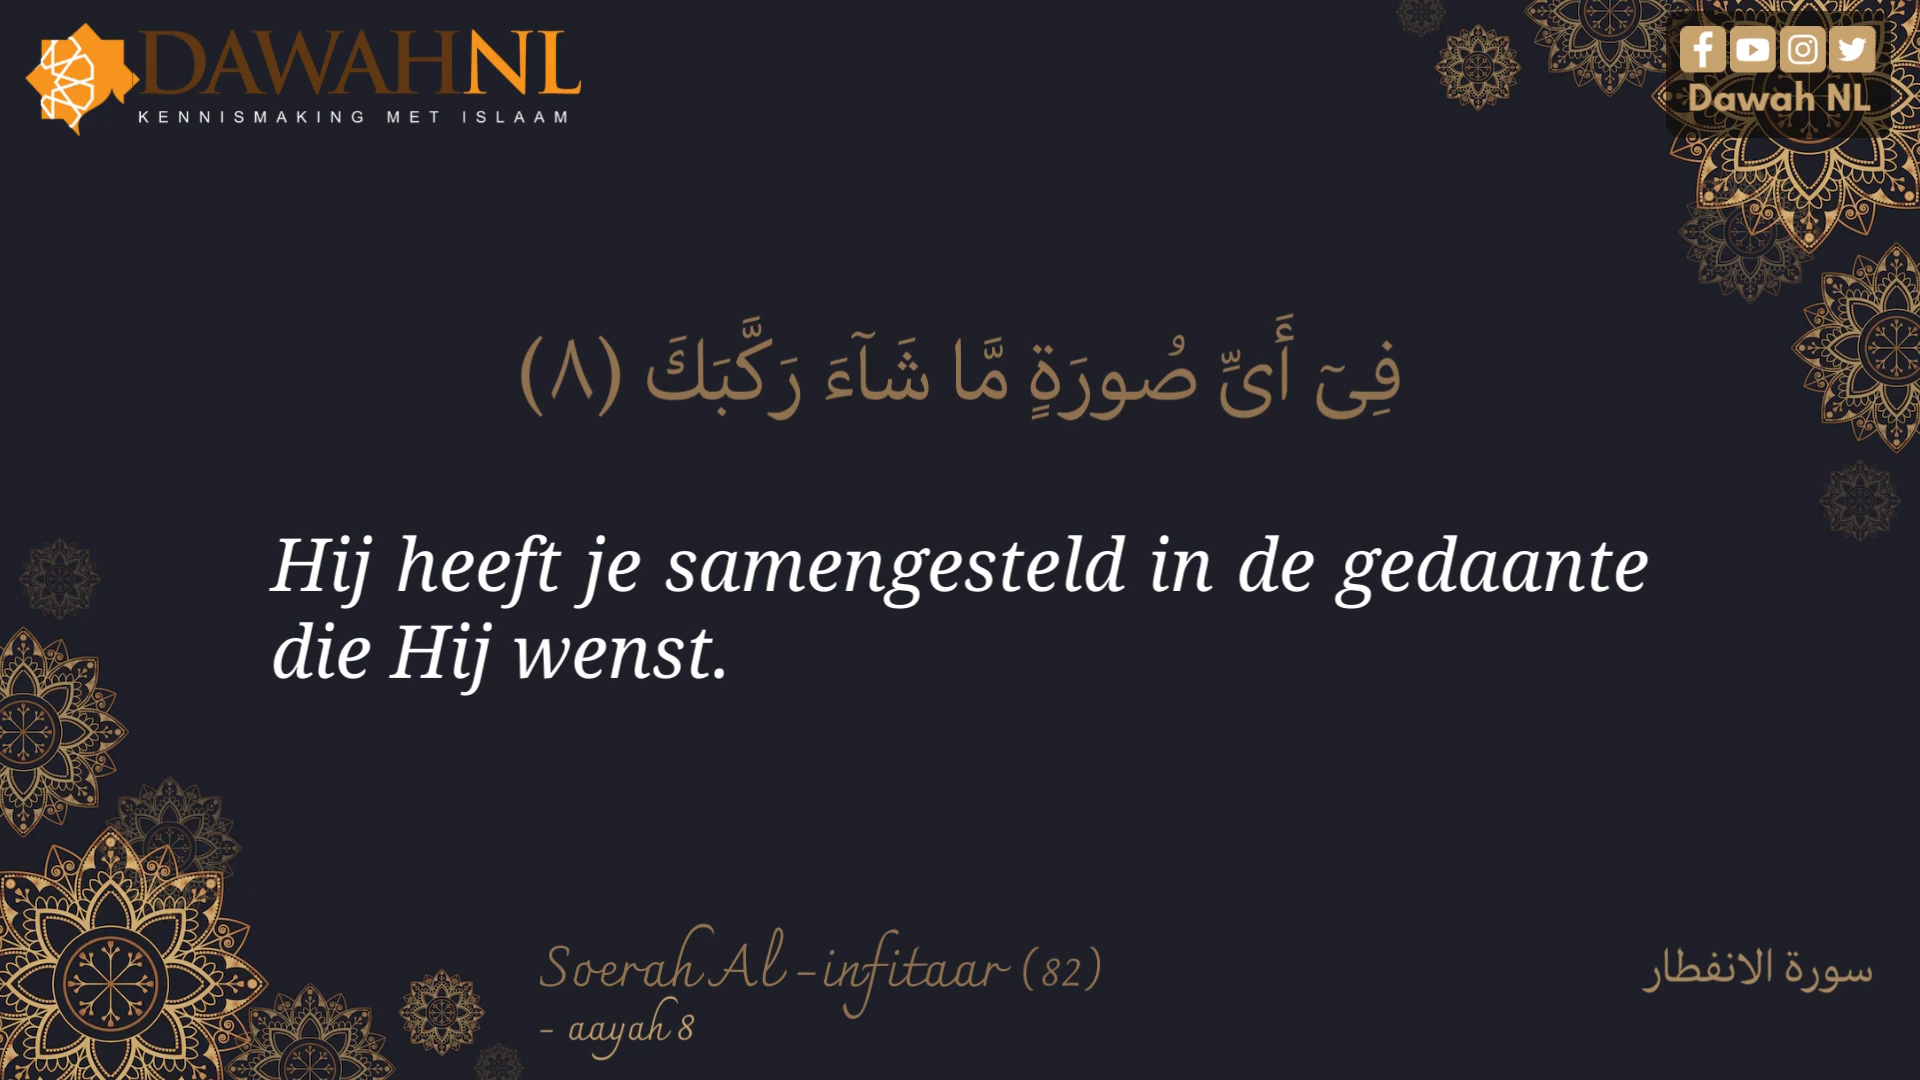 DAWAHNL
KENNISMAKING MET ISLAAM
Dawah NL
فِىٓ أَىِّ صُورَةٍ مَّا شَآءَ رَكَّبَكَ (٨)
Hij heeft je samengesteld in de gedaante
die Hij wenst.
Soerah Al-infitaar (82)
- aayah 8
سورة الانفطار